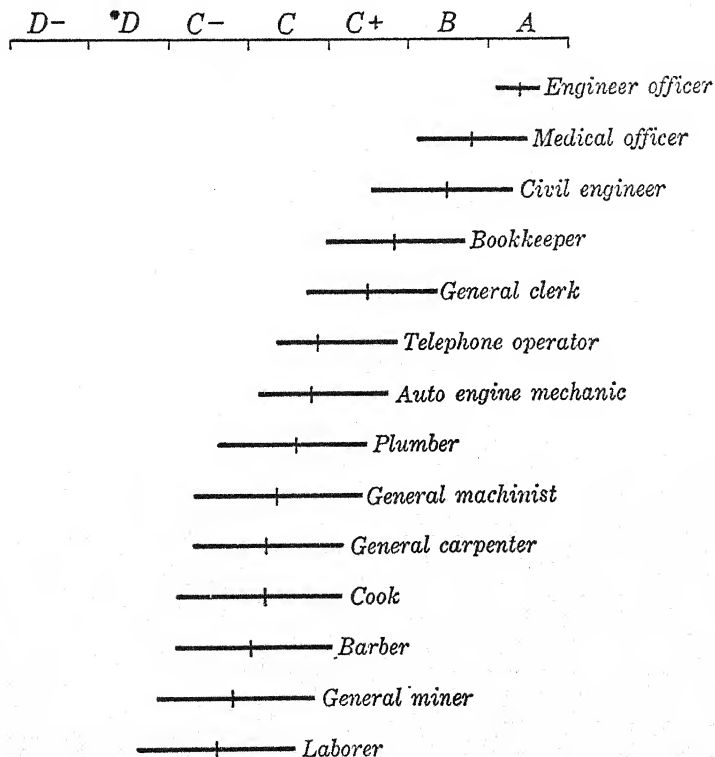 D− •D C− C C+ B A
Engineer officer
Medical officer
Civil engineer
Bookkeeper
General clerk
Telephone operator
Auto engine mechanic
Plumber
General machinist
General carpenter
Cook
Barber
General miner
Laborer